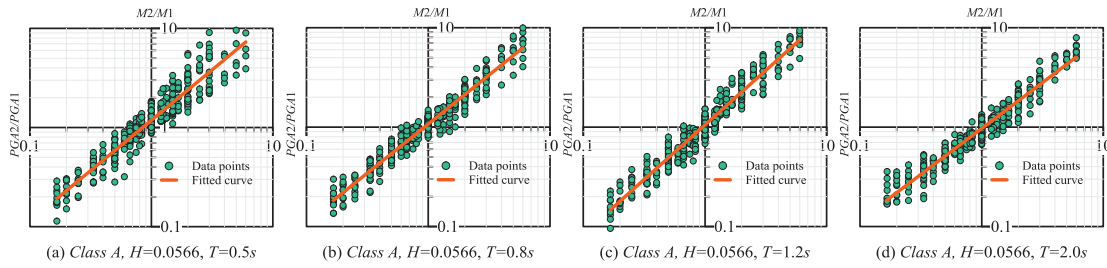 M2/M1
10
PGA2/PGA1
0.1
10
Data points
Fitted curve
0.1
(a) Class A, H=0.0566, T=0.5s
M2/M1
10
PGA2/PGA1
0.1
10
Data points
Fitted curve
0.1
(b) Class A, H=0.0566, T=0.8s
M2/M1
10
PGA2/PGA1
0.1
10
Data points
Fitted curve
0.1
(c) Class A, H=0.0566, T=1.2s
M2/M1
10
PGA2/PGA1
0.1
10
Data points
Fitted curve
0.1
(d) Class A, H=0.0566, T=2.0s